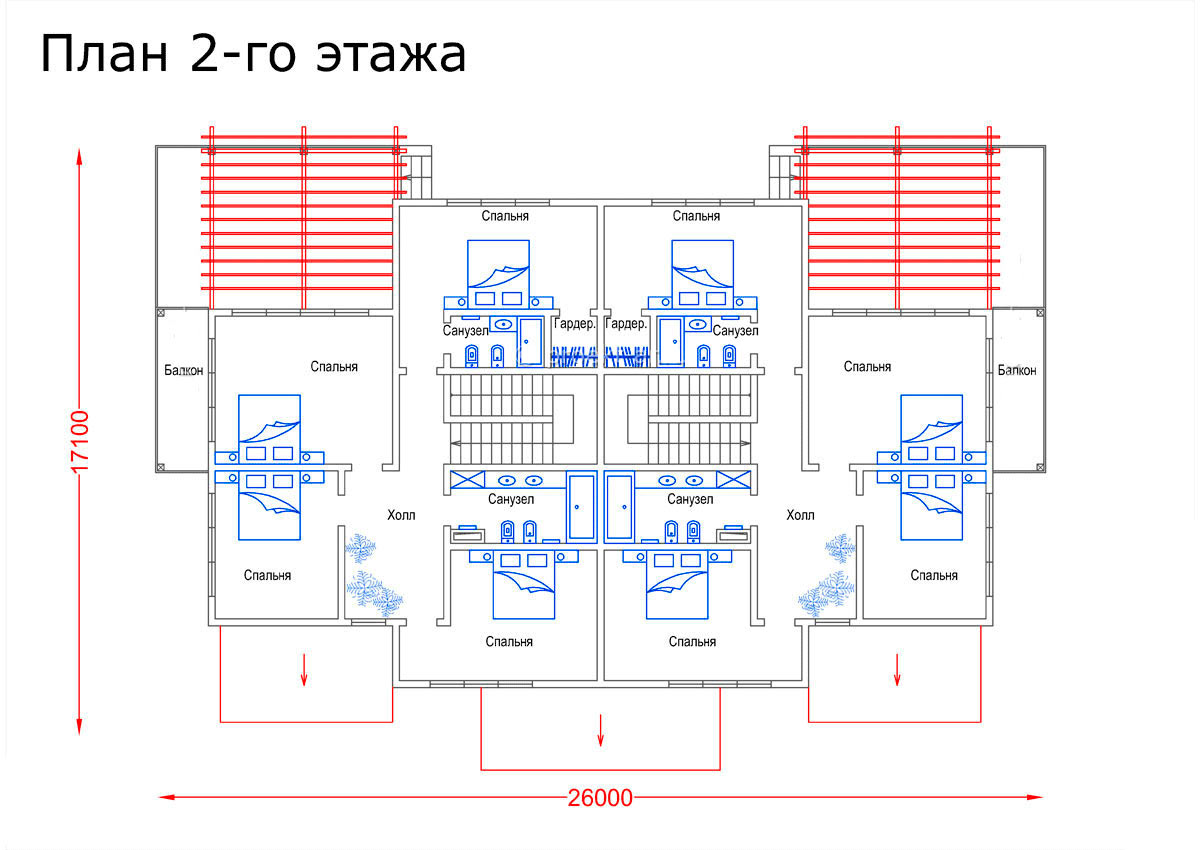 План 2-го этажа
Спальня
Спальня
Санузел
Гардер.
Гардер.
Санузел
Балкон
Спальня
Спальня
Балкон
17100
Санузел
Санузел
Холл
Холл
Спальня
Спальня
Спальня
Спальня
26000